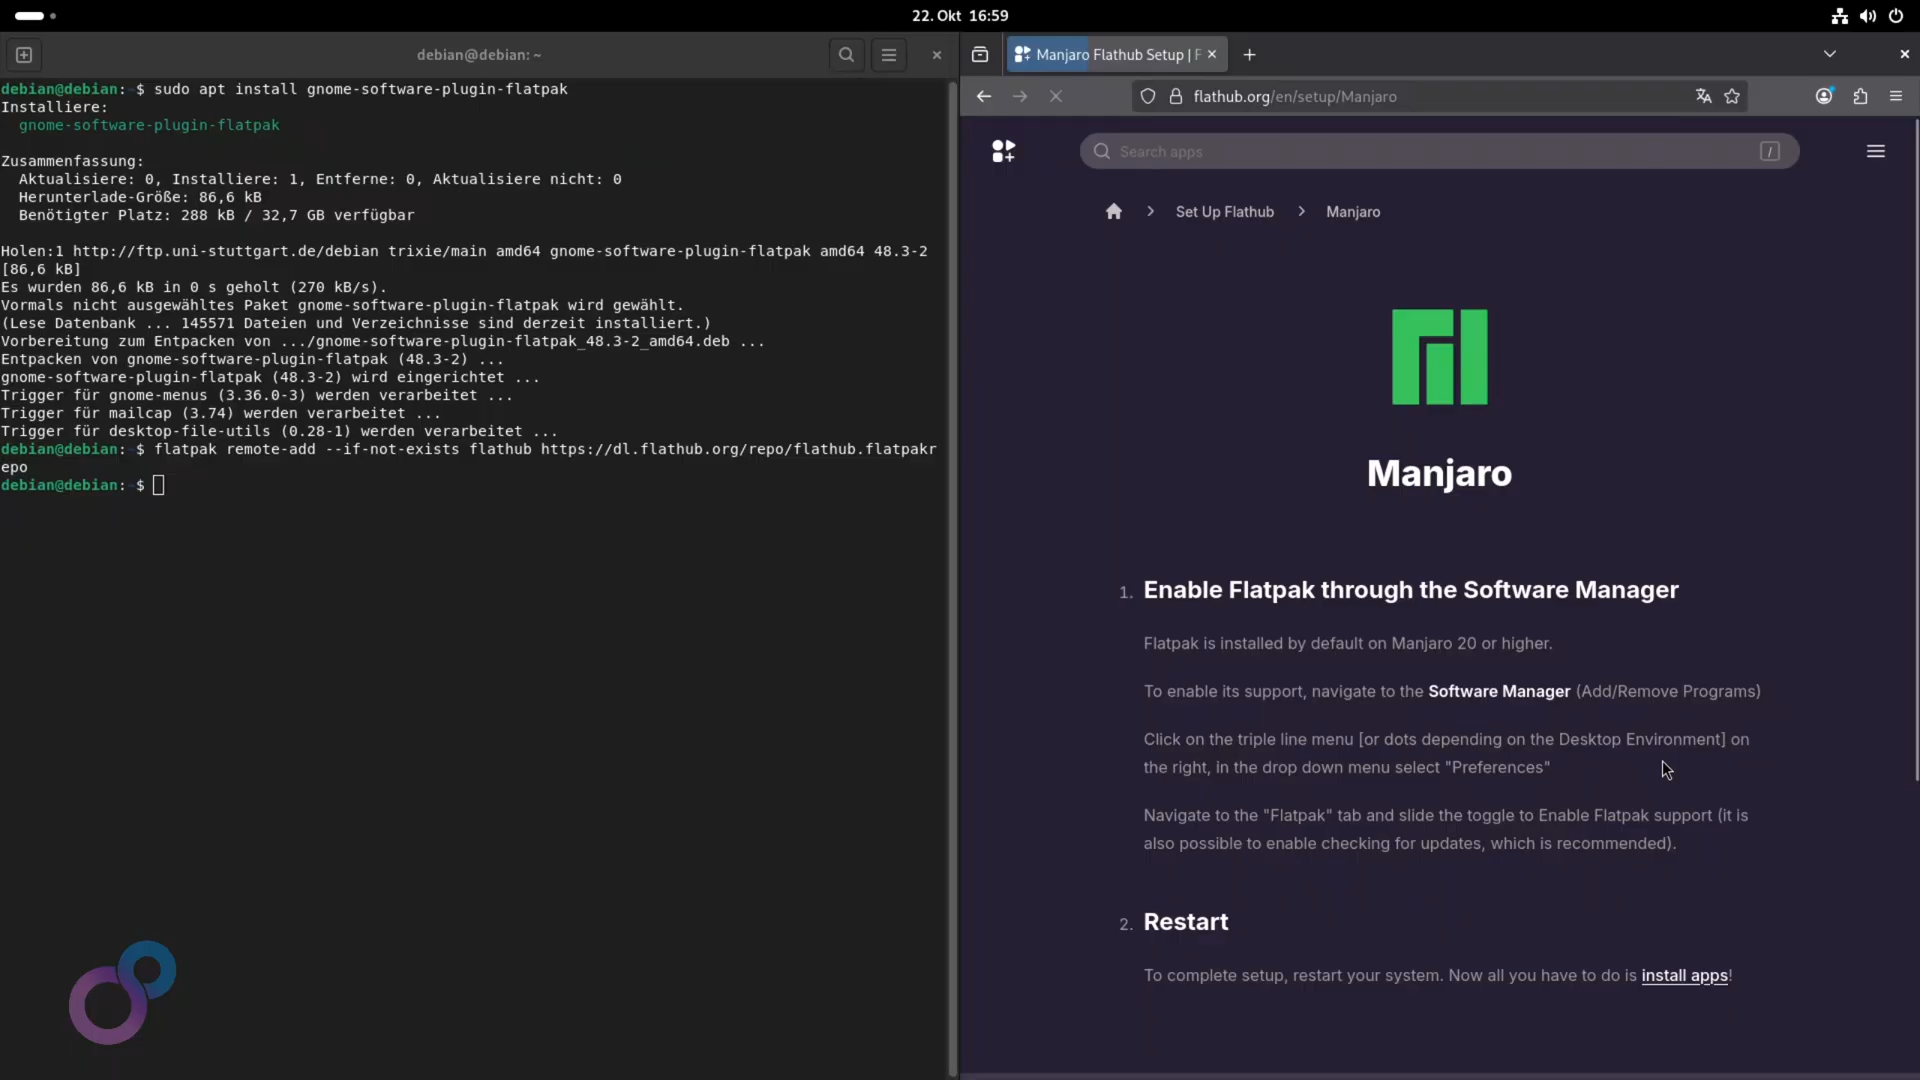 22. Okt 16:59
debian@debian: ~
debian@debian:~$ sudo apt install gnome-software-plugin-flatpak
Installiere:
gnome-software-plugin-flatpak
Zusammenfassung:
Aktualisiere: 0, Installiere: 1, Entferne: 0, Aktualisiere nicht: 0
Herunterlade-Größe: 86,6 kB
Benötigter Platz: 288 kB / 32,7 GB verfügbar
Holen:1 http://ftp.uni-stuttgart.de/debian trixie/main amd64 gnome-software-plugin-flatpak amd64 48.3-2
[86,6 kB]
Es wurden 86,6 kB in 0 s geholt (270 kB/s).
Vormals nicht ausgewähltes Paket gnome-software-plugin-flatpak wird gewählt.
(Lese Datenbank ... 145571 Dateien und Verzeichnisse sind derzeit installiert.)
Vorbereitung zum Entpacken von .../gnome-software-plugin-flatpak_48.3-2_amd64.deb ...
Entpacken von gnome-software-plugin-flatpak (48.3-2) ...
gnome-software-plugin-flatpak (48.3-2) wird eingerichtet ...
Trigger für gnome-menus (3.36.0-3) werden verarbeitet ...
Trigger für mailcap (3.74) werden verarbeitet ...
Trigger für desktop-file-utils (0.28-1) werden verarbeitet ...
debian@debian:~$ flatpak remote-add --if-not-exists flathub https://dl.flathub.org/repo/flathub.flatpakr
epo
debian@debian:~$
Manjaro Flathub Setup | F
flathub.org/en/setup/Manjaro
Search apps /
Set Up Flathub > Manjaro
Manjaro
1. Enable Flatpak through the Software Manager
Flatpak is installed by default on Manjaro 20 or higher.
To enable its support, navigate to the Software Manager (Add/Remove Programs)
Click on the triple line menu [or dots depending on the Desktop Environment] on
the right, in the drop down menu select "Preferences"
Navigate to the "Flatpak" tab and slide the toggle to Enable Flatpak support (it is
also possible to enable checking for updates, which is recommended).
2. Restart
To complete setup, restart your system. Now all you have to do is install apps!